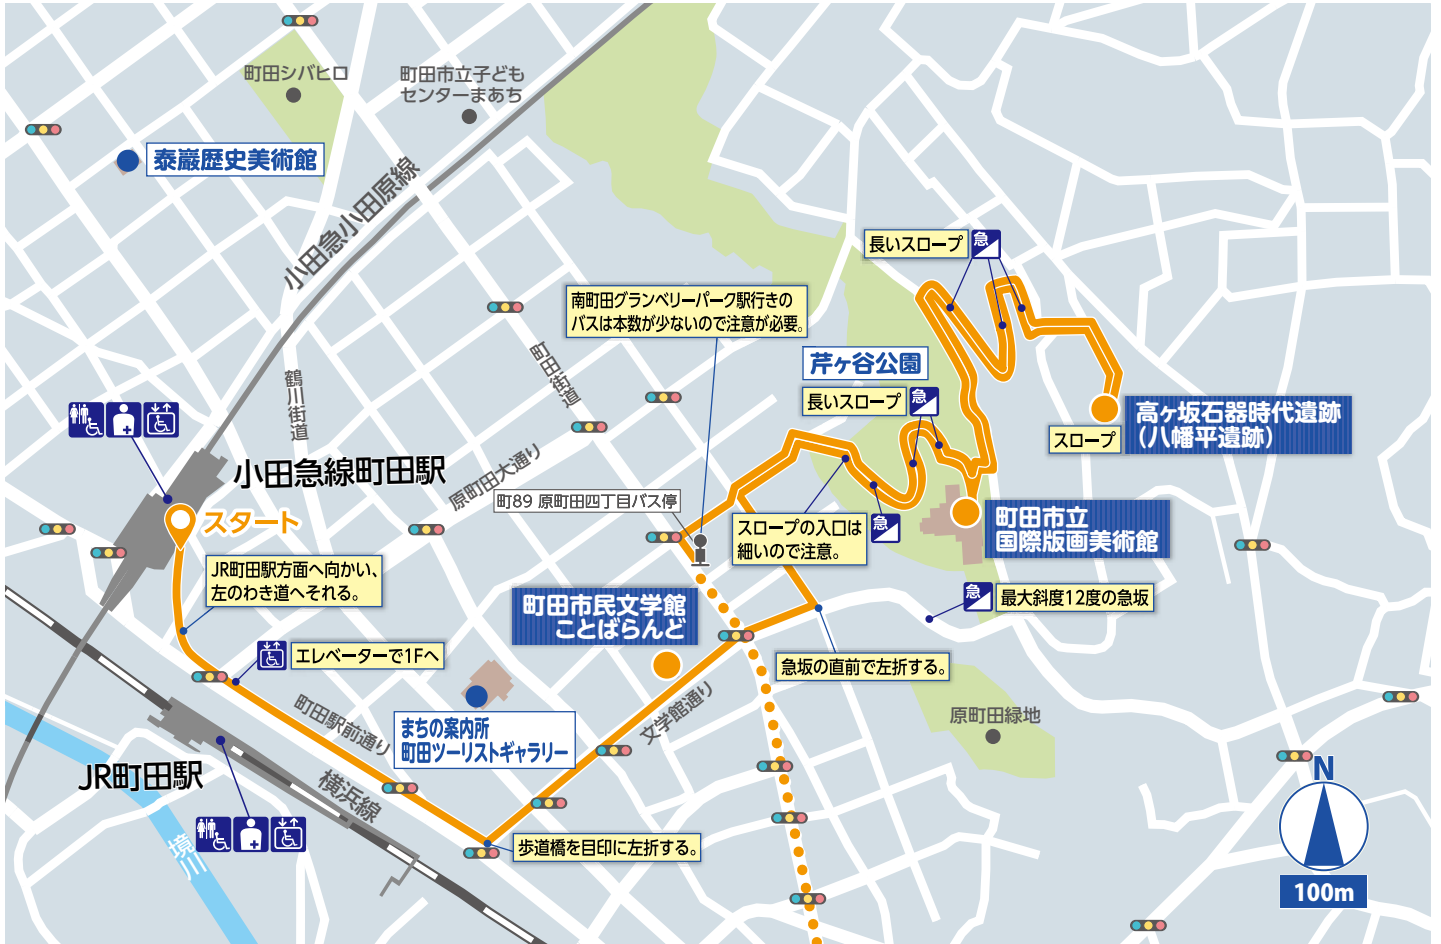 町田シバヒロ
町田市立子ども
センターまあち
泰巖歴史美術館
小田急小田原線
長いスロープ
急
南町田グランベリーパーク駅行きの
バスは本数が少ないので注意が必要。
芹ヶ谷公園
長いスロープ
急
町田街道
鶴川街道
高ヶ坂石器時代遺跡
(八幡平遺跡)
スロープ
小田急線町田駅
原町田大通り
町89 原町田四丁目バス停
スタート
スロープの入口は
細いので注意。
急
町田市立
国際版画美術館
JR町田駅方面へ向かい、
左のわき道へそれる。
町田市民文学館
ことばらんど
急
最大斜度12度の急坂
エレベーターで1Fへ
急坂の直前で左折する。
町田駅前通り
まちの案内所
町田ツーリストギャラリー
文学館通り
原町田緑地
JR町田駅
横浜線
境川
歩道橋を目印に左折する。
N
100m